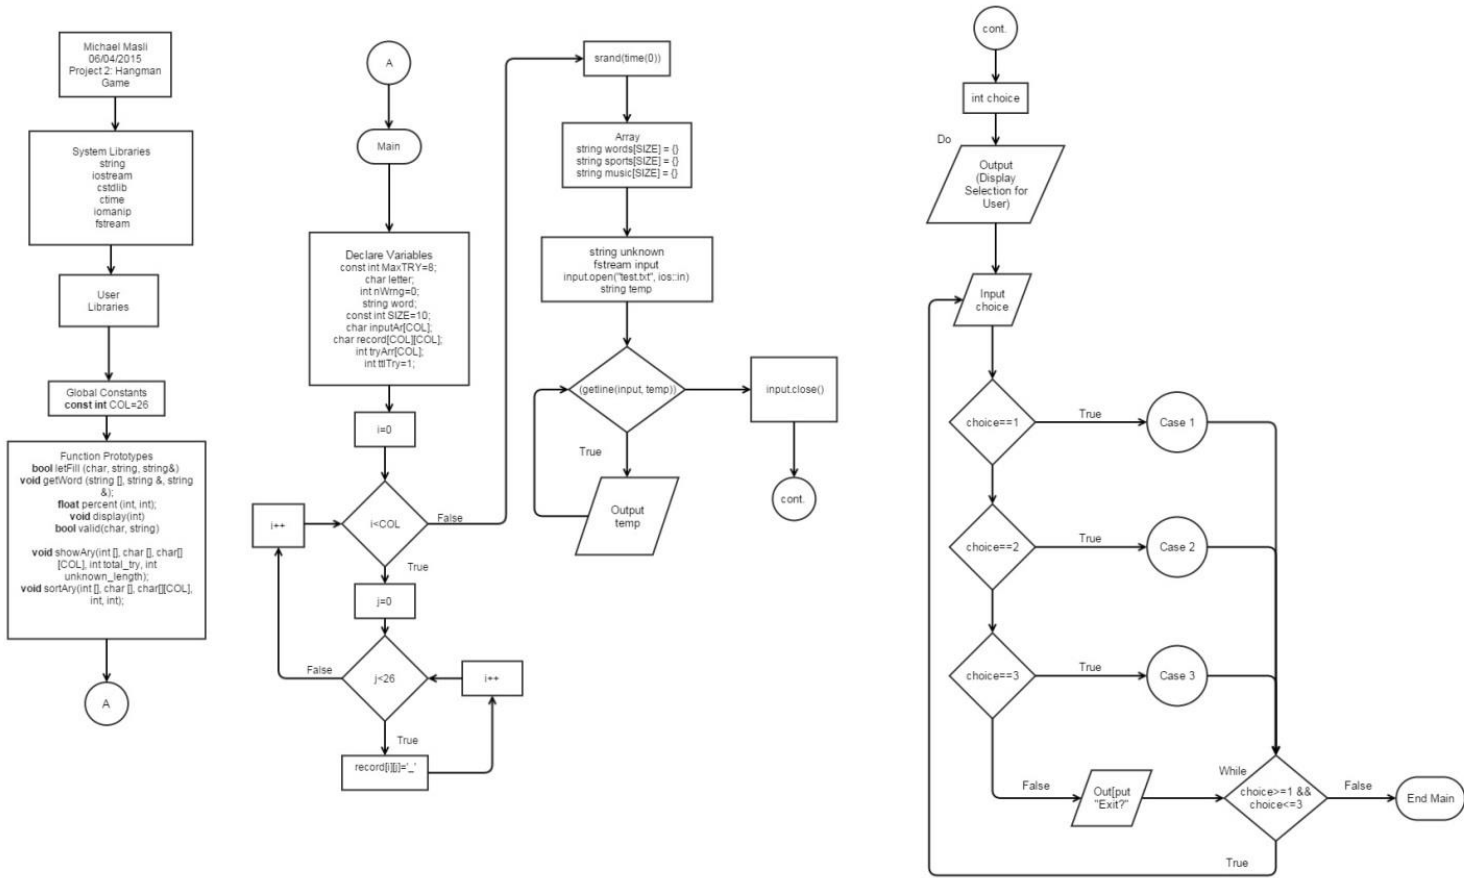 Michael Masli
06/04/2015
Project 2: Hangman
Game
System Libraries
string
iostream
cstdlib
ctime
iomanip
fstream
User
Libraries
Global Constants
const int COL=26
Function Prototypes
bool letFill (char, string, string&)
void getWord (string [], string &, string
&);
float percent (int, int);
void display(int)
bool valid(char, string)
void showAry(int [], char [], char[]
[COL], int total_try, int
unknown_length);
void sortAry(int [], char [], char[][COL],
int, int);
A
A
Main
Declare Variables
const int MaxTRY=8;
char letter;
int nWrng=0;
string word;
const int SIZE=10;
char inputAr[COL];
char record[COL][COL];
int tryArr[COL];
int ttlTry=1;
i=0
i<COL
False
i++
True
j=0
j<26
False
i++
True
record[i][j]='_'
srand(time(0))
Array
string words[SIZE] = {}
string sports[SIZE] = {}
string music[SIZE] = {}
string unknown
fstream input
input.open("test.txt", ios::in)
string temp
(getline(input, temp))
input.close()
True
Output
temp
cont.
cont.
int choice
Do
Output
(Display
Selection for
User)
Input
choice
choice==1
True
Case 1
choice==2
True
Case 2
choice==3
True
Case 3
False
Out[put
"Exit?"
While
choice>=1 &&
choice<=3
False
End Main
True